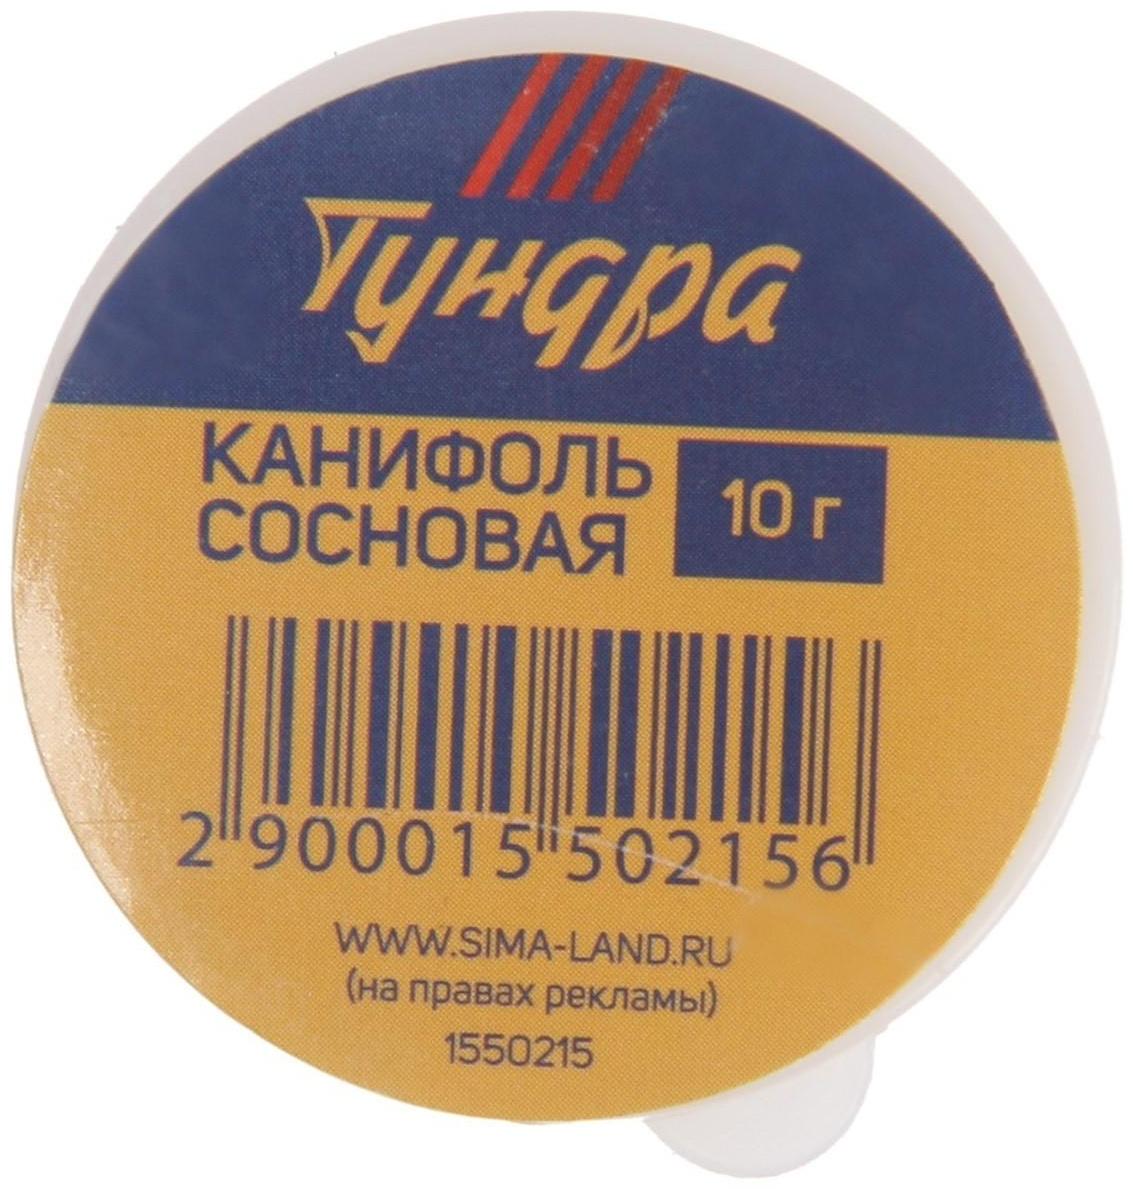 Тундра
КАНИФОЛЬ
СОСНОВАЯ
10 г
2 900015 502156
WWW.SIMA-LAND.RU
(на правах рекламы)
1550215